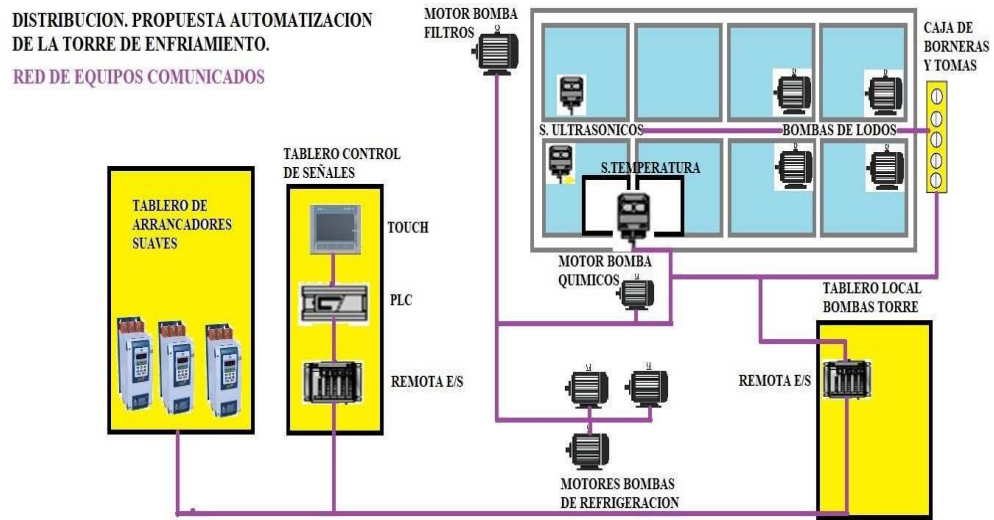 DISTRIBUCION. PROPUESTA AUTOMATIZACION
DE LA TORRE DE ENFRIAMIENTO.
RED DE EQUIPOS COMUNICADOS
MOTOR BOMBA
FILTROS
CAJA DE
BORNERAS
Y TOMAS
S. ULTRASONICOS
BOMBAS DE LODOS
S.TEMPERATURA
TABLERO CONTROL
DE SEÑALES
TABLERO DE
ARRANCADORES
SUAVES
TOUCH
PLC
REMOTA E/S
MOTOR BOMBA
QUIMICOS
TABLERO LOCAL
BOMBAS TORRE
REMOTA E/S
MOTORES BOMBAS
DE REFRIGERACION